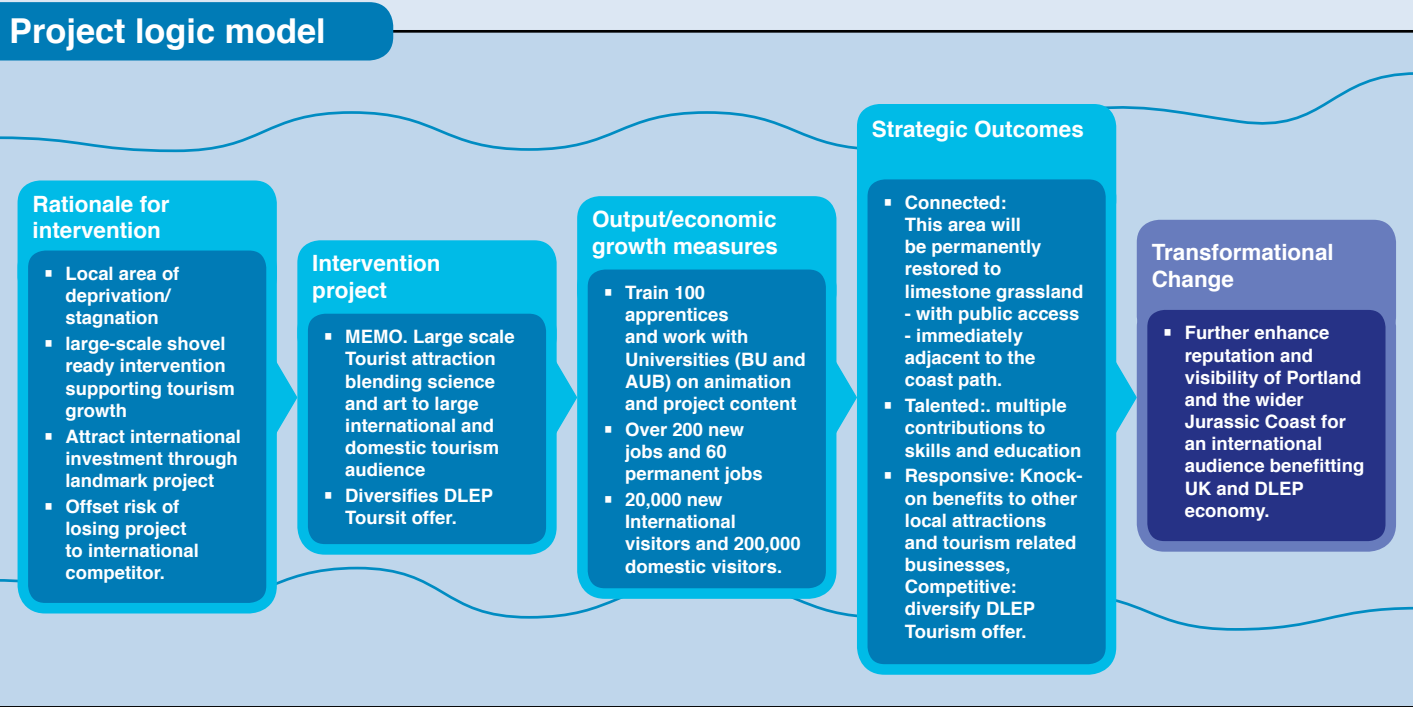 Project logic model
Rationale for
intervention
▪ Local area of
deprivation/
stagnation
▪ large-scale shovel
ready intervention
supporting tourism
growth
▪ Attract international
investment through
landmark project
▪ Offset risk of
losing project
to international
competitor.
Intervention
project
▪ MEMO. Large scale
Tourist attraction
blending science
and art to large
international and
domestic tourism
audience
▪ Diversifies DLEP
Toursit offer.
Output/economic
growth measures
▪ Train 100
apprentices
and work with
Universities (BU and
AUB) on animation
and project content
▪ Over 200 new
jobs and 60
permanent jobs
▪ 20,000 new
International
visitors and 200,000
domestic visitors.
Strategic Outcomes
▪ Connected:
This area will
be permanently
restored to
limestone grassland
- with public access
- immediately
adjacent to the
coast path.
▪ Talented:. multiple
contributions to
skills and education
▪ Responsive: Knock-
on benefits to other
local attractions
and tourism related
businesses,
Competitive:
diversify DLEP
Tourism offer.
Transformational
Change
▪ Further enhance
reputation and
visibility of Portland
and the wider
Jurassic Coast for
an international
audience benefitting
UK and DLEP
economy.